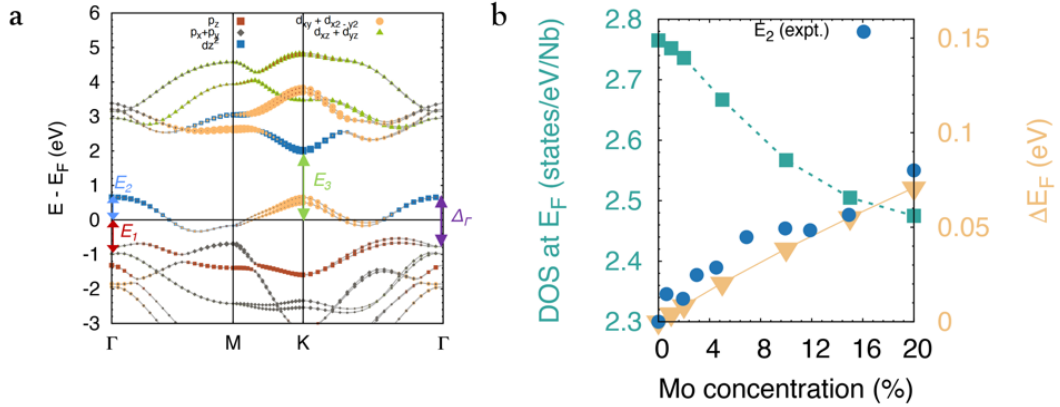 a
p_z
p_x+p_y
dz²
d_xy + d_x2-y2
d_xz + d_yz
E - E_F (eV)
5
4
3
2
1
0
-1
-2
-3
E_2
E_1
E_3
Δ_Γ
Γ M K Γ
b
DOS at E_F (states/eV/Nb)
2.8
2.7
2.6
2.5
2.4
2.3
E_2 (expt.)
0.15
0.1
0.05
0
ΔE_F (eV)
0 4 8 12 16 20
Mo concentration (%)